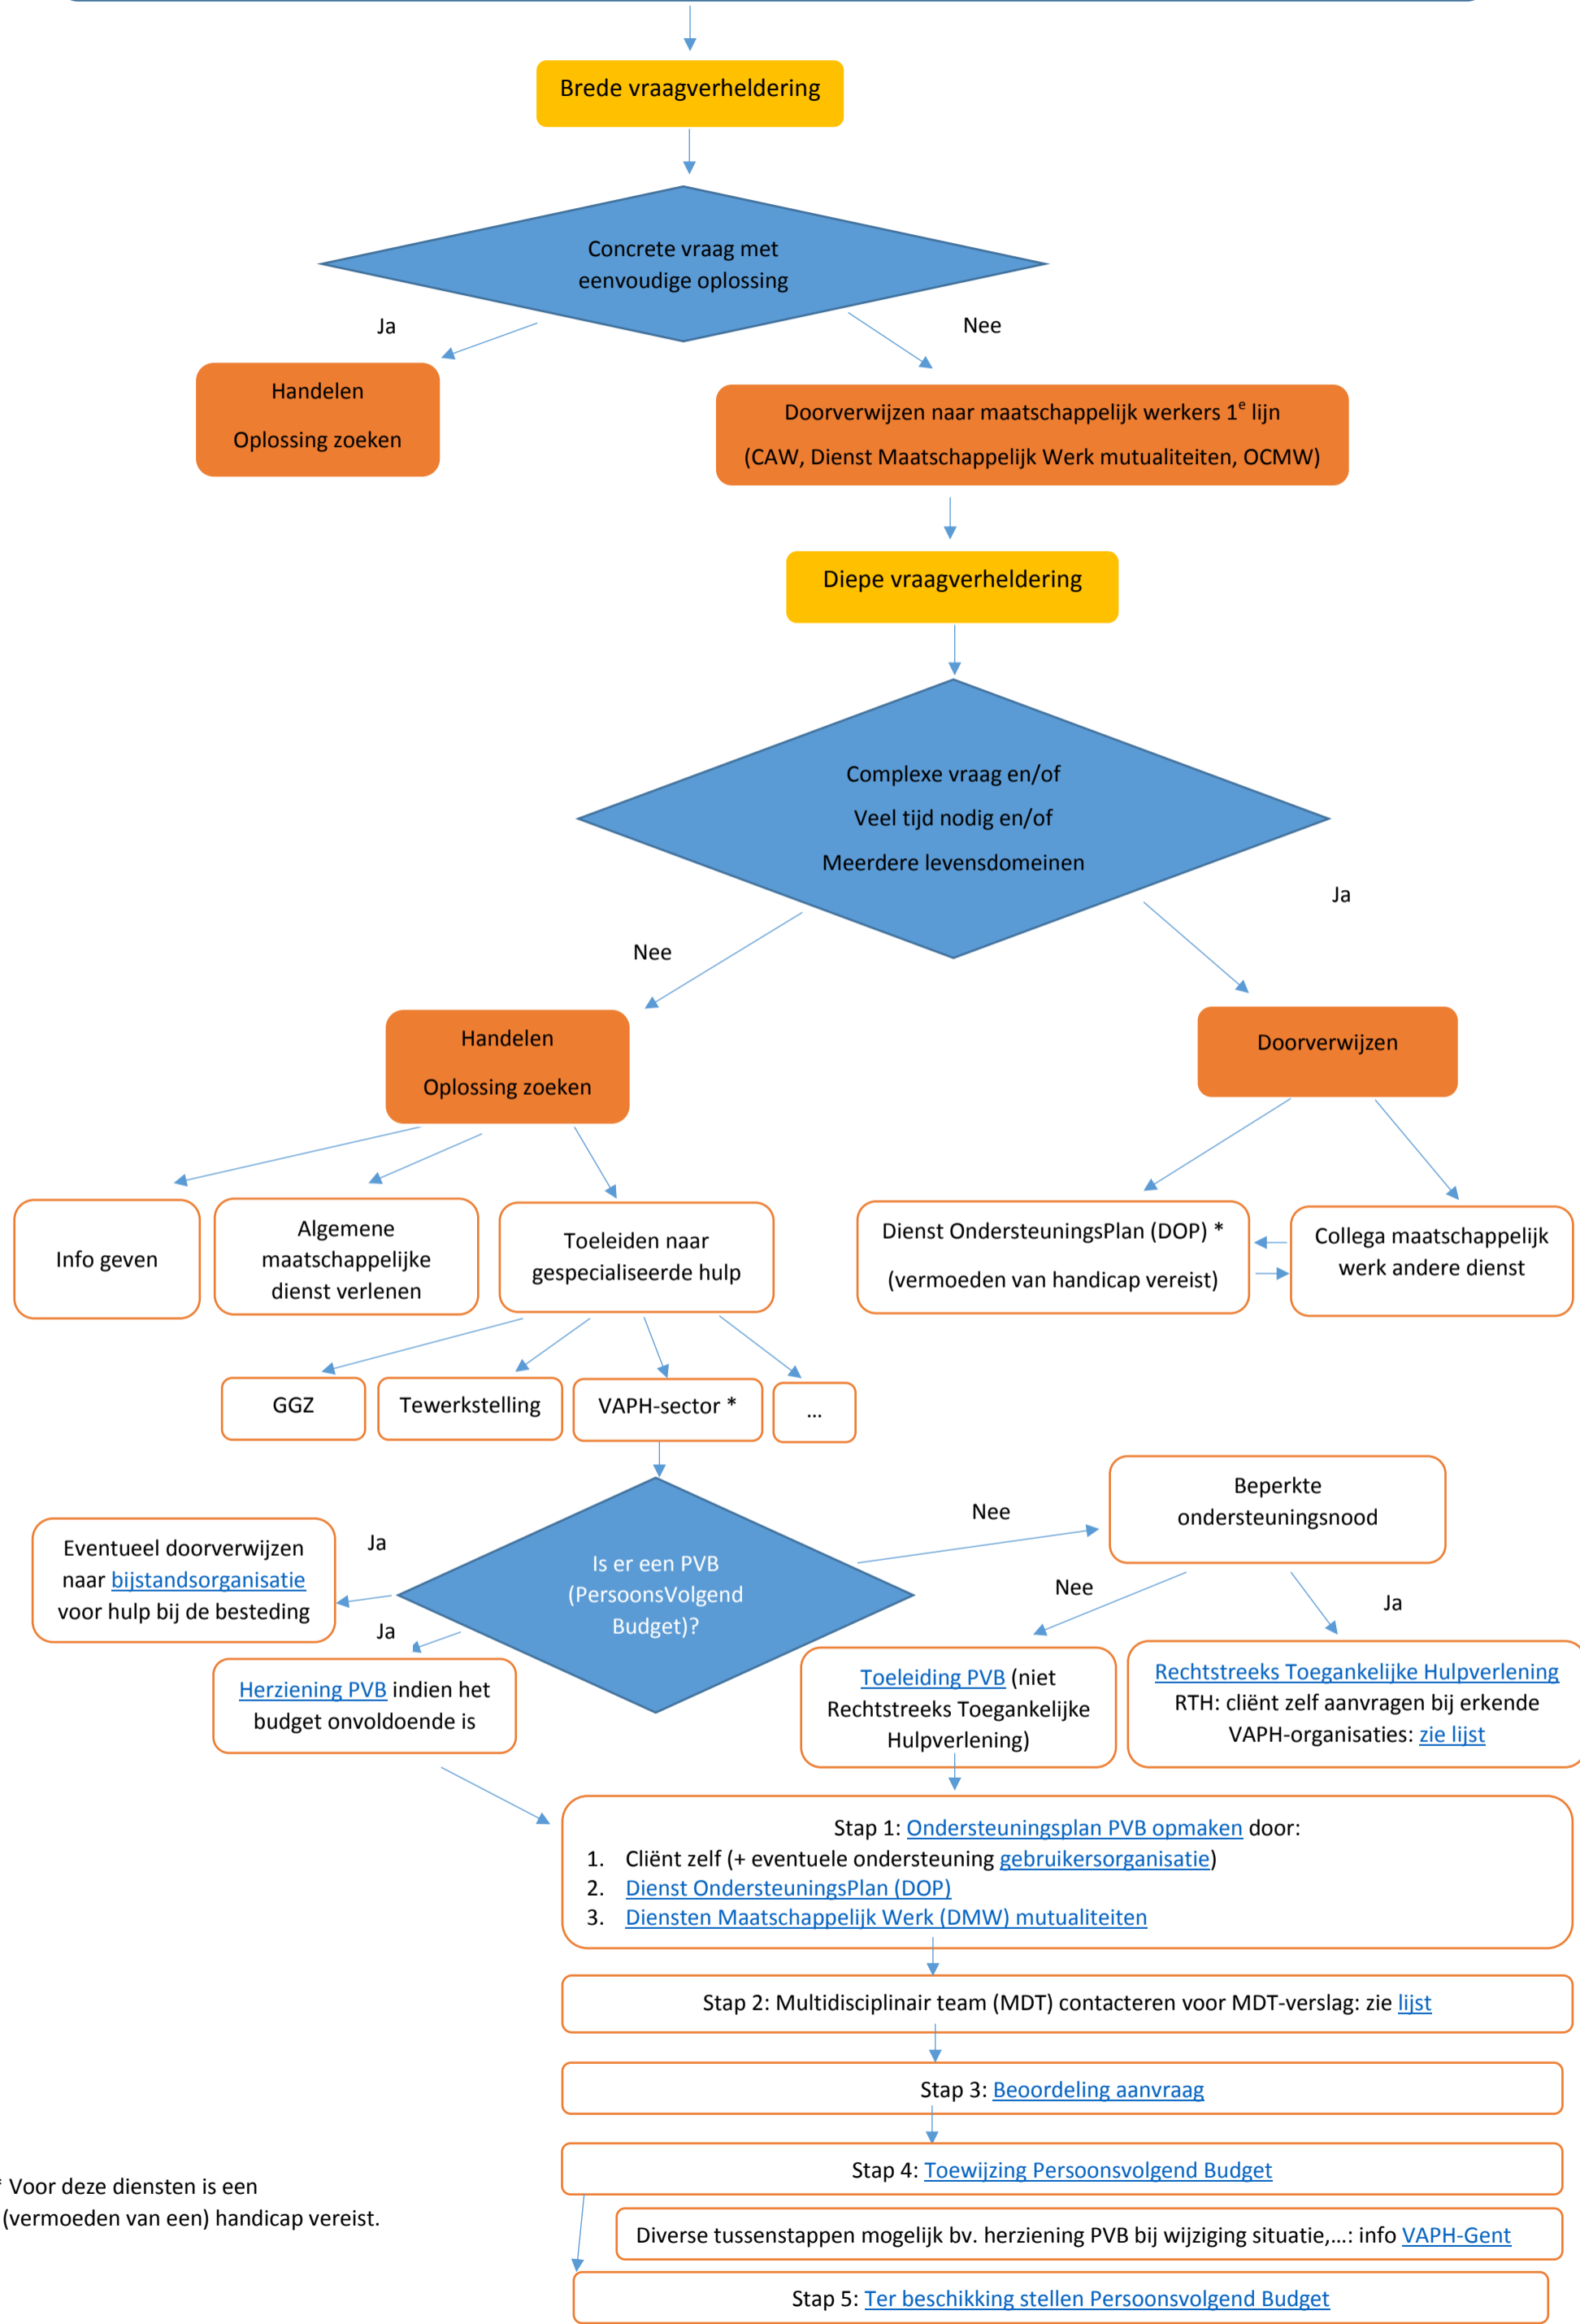 Brede vraagverheldering
Concrete vraag met
eenvoudige oplossing
Ja
Nee
Handelen
Oplossing zoeken
Doorverwijzen naar maatschappelijk werkers 1e lijn
(CAW, Dienst Maatschappelijk Werk mutualiteiten, OCMW)
Diepe vraagverheldering
Complexe vraag en/of
Veel tijd nodig en/of
Meerdere levensdomeinen
Ja
Nee
Handelen
Oplossing zoeken
Doorverwijzen
Info geven
Algemene
maatschappelijke
dienst verlenen
Toeleiden naar
gespecialiseerde hulp
Dienst OndersteuningsPlan (DOP) *
(vermoeden van handicap vereist)
Collega maatschappelijk
werk andere dienst
GGZ
Tewerkstelling
VAPH-sector *
...
Is er een PVB
(PersoonsVolgend
Budget)?
Ja
Eventueel doorverwijzen
naar bijstandsorganisatie
voor hulp bij de besteding
Ja
Herziening PVB indien het
budget onvoldoende is
Nee
Beperkte
ondersteuningsnood
Nee
Ja
Toeleiding PVB (niet
Rechtstreeks Toegankelijke
Hulpverlening)
Rechtstreeks Toegankelijke Hulpverlening
RTH: cliënt zelf aanvragen bij erkende
VAPH-organisaties: zie lijst
Stap 1: Ondersteuningsplan PVB opmaken door:
1. Cliënt zelf (+ eventuele ondersteuning gebruikersorganisatie)
2. Dienst OndersteuningsPlan (DOP)
3. Diensten Maatschappelijk Werk (DMW) mutualiteiten
Stap 2: Multidisciplinair team (MDT) contacteren voor MDT-verslag: zie lijst
Stap 3: Beoordeling aanvraag
Stap 4: Toewijzing Persoonsvolgend Budget
* Voor deze diensten is een
(vermoeden van een) handicap vereist.
Diverse tussenstappen mogelijk bv. herziening PVB bij wijziging situatie,...: info VAPH-Gent
Stap 5: Ter beschikking stellen Persoonsvolgend Budget